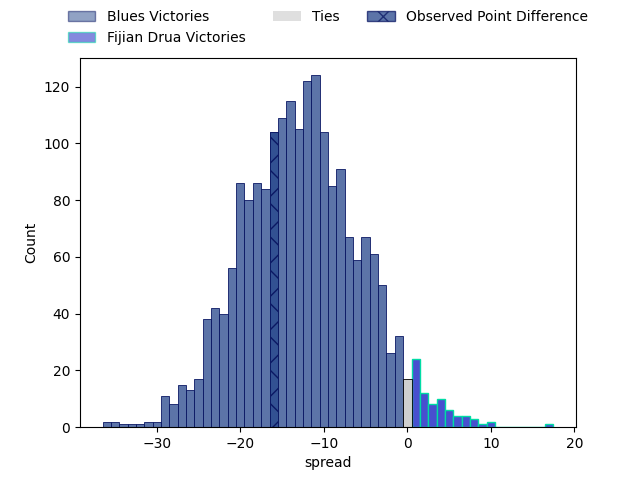 Blues Victories
Ties
Observed Point Difference
Fijian Drua Victories
120
100
80
60
40
20
0
Count
−30
−20
−10
0
10
20
spread